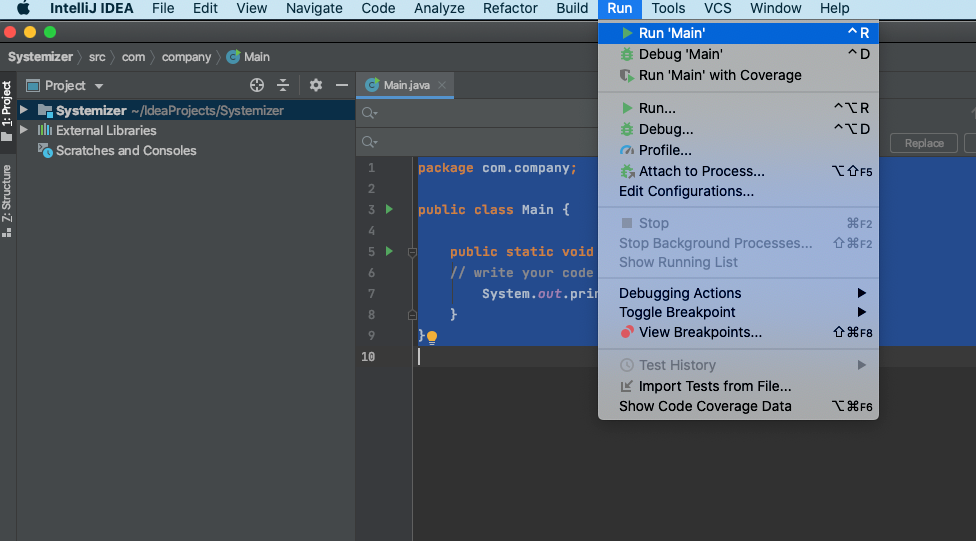 IntelliJ IDEA File Edit View Navigate Code Analyze Refactor Build Run Tools VCS Window Help
Systemizer src com company Main
1: Project
7: Structure
Project
Systemizer ~/IdeaProjects/Systemizer
External Libraries
Scratches and Consoles
Main.java
Replace
1 package com.company;
2
3 public class Main {
4
5 public static void
6 // write your code
7 System.out.prin
8 }
9 }
10
Run 'Main' ^ R
Debug 'Main' ^ D
Run 'Main' with Coverage
Run... ^⌥R
Debug... ^⌥D
Profile...
Attach to Process... ⌥⇧F5
Edit Configurations...
Stop ⌘F2
Stop Background Processes... ⇧⌘F2
Show Running List
Debugging Actions
Toggle Breakpoint
View Breakpoints... ⇧⌘F8
Test History
Import Tests from File...
Show Code Coverage Data ⌥⌘F6